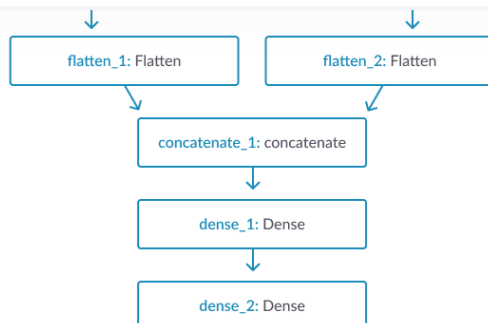 flatten_1: Flatten
flatten_2: Flatten
concatenate_1: concatenate
dense_1: Dense
dense_2: Dense